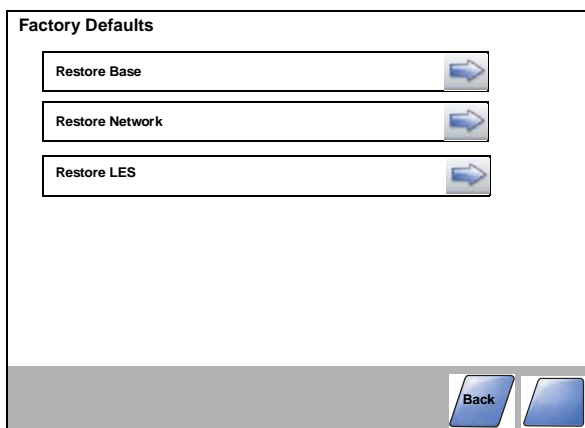 Factory Defaults
Restore Base
Restore Network
Restore LES
Back